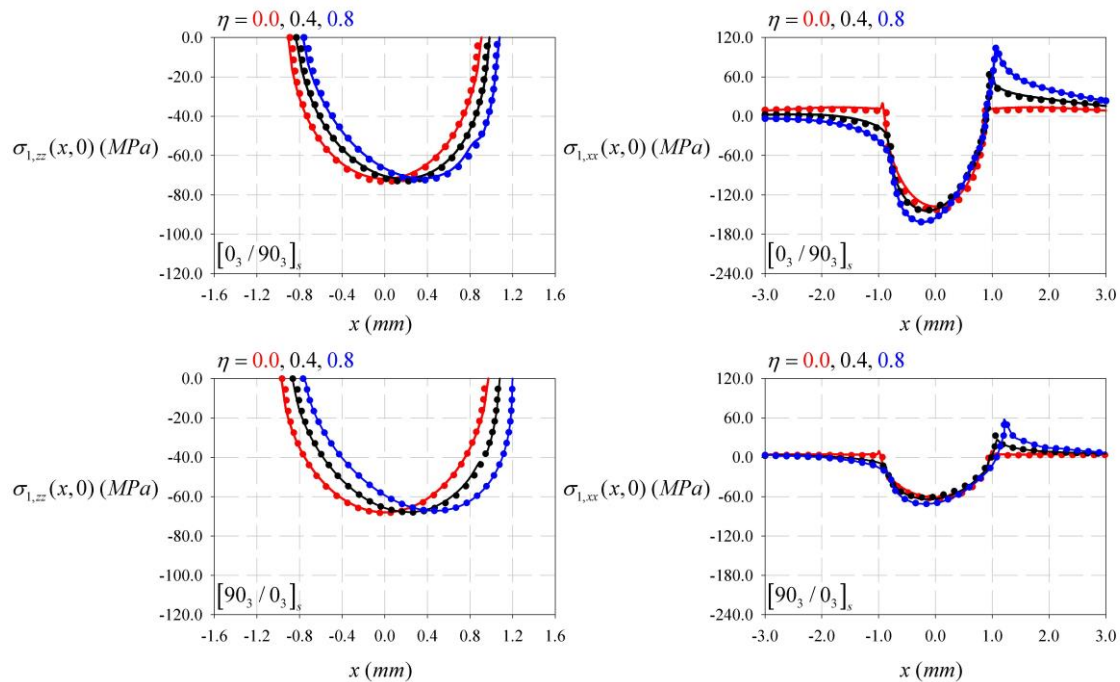 η = 0.0, 0.4, 0.8
0.0
-20.0
-40.0
σ₁,zz(x,0) (MPa)
-60.0
-80.0
-100.0
[0₃ / 90₃]ₛ
-120.0
-1.6 -1.2 -0.8 -0.4 0.0 0.4 0.8 1.2 1.6
x (mm)
120.0
60.0
0.0
σ₁,xx(x,0) (MPa)
-60.0
-120.0
-180.0
[0₃ / 90₃]ₛ
-240.0
-3.0 -2.0 -1.0 0.0 1.0 2.0 3.0
x (mm)
η = 0.0, 0.4, 0.8
0.0
-20.0
-40.0
σ₁,zz(x,0) (MPa)
-60.0
-80.0
-100.0
[90₃ / 0₃]ₛ
-120.0
-1.6 -1.2 -0.8 -0.4 0.0 0.4 0.8 1.2 1.6
x (mm)
η = 0.0, 0.4, 0.8
120.0
60.0
0.0
σ₁,xx(x,0) (MPa)
-60.0
-120.0
-180.0
[90₃ / 0₃]ₛ
-240.0
-3.0 -2.0 -1.0 0.0 1.0 2.0 3.0
x (mm)